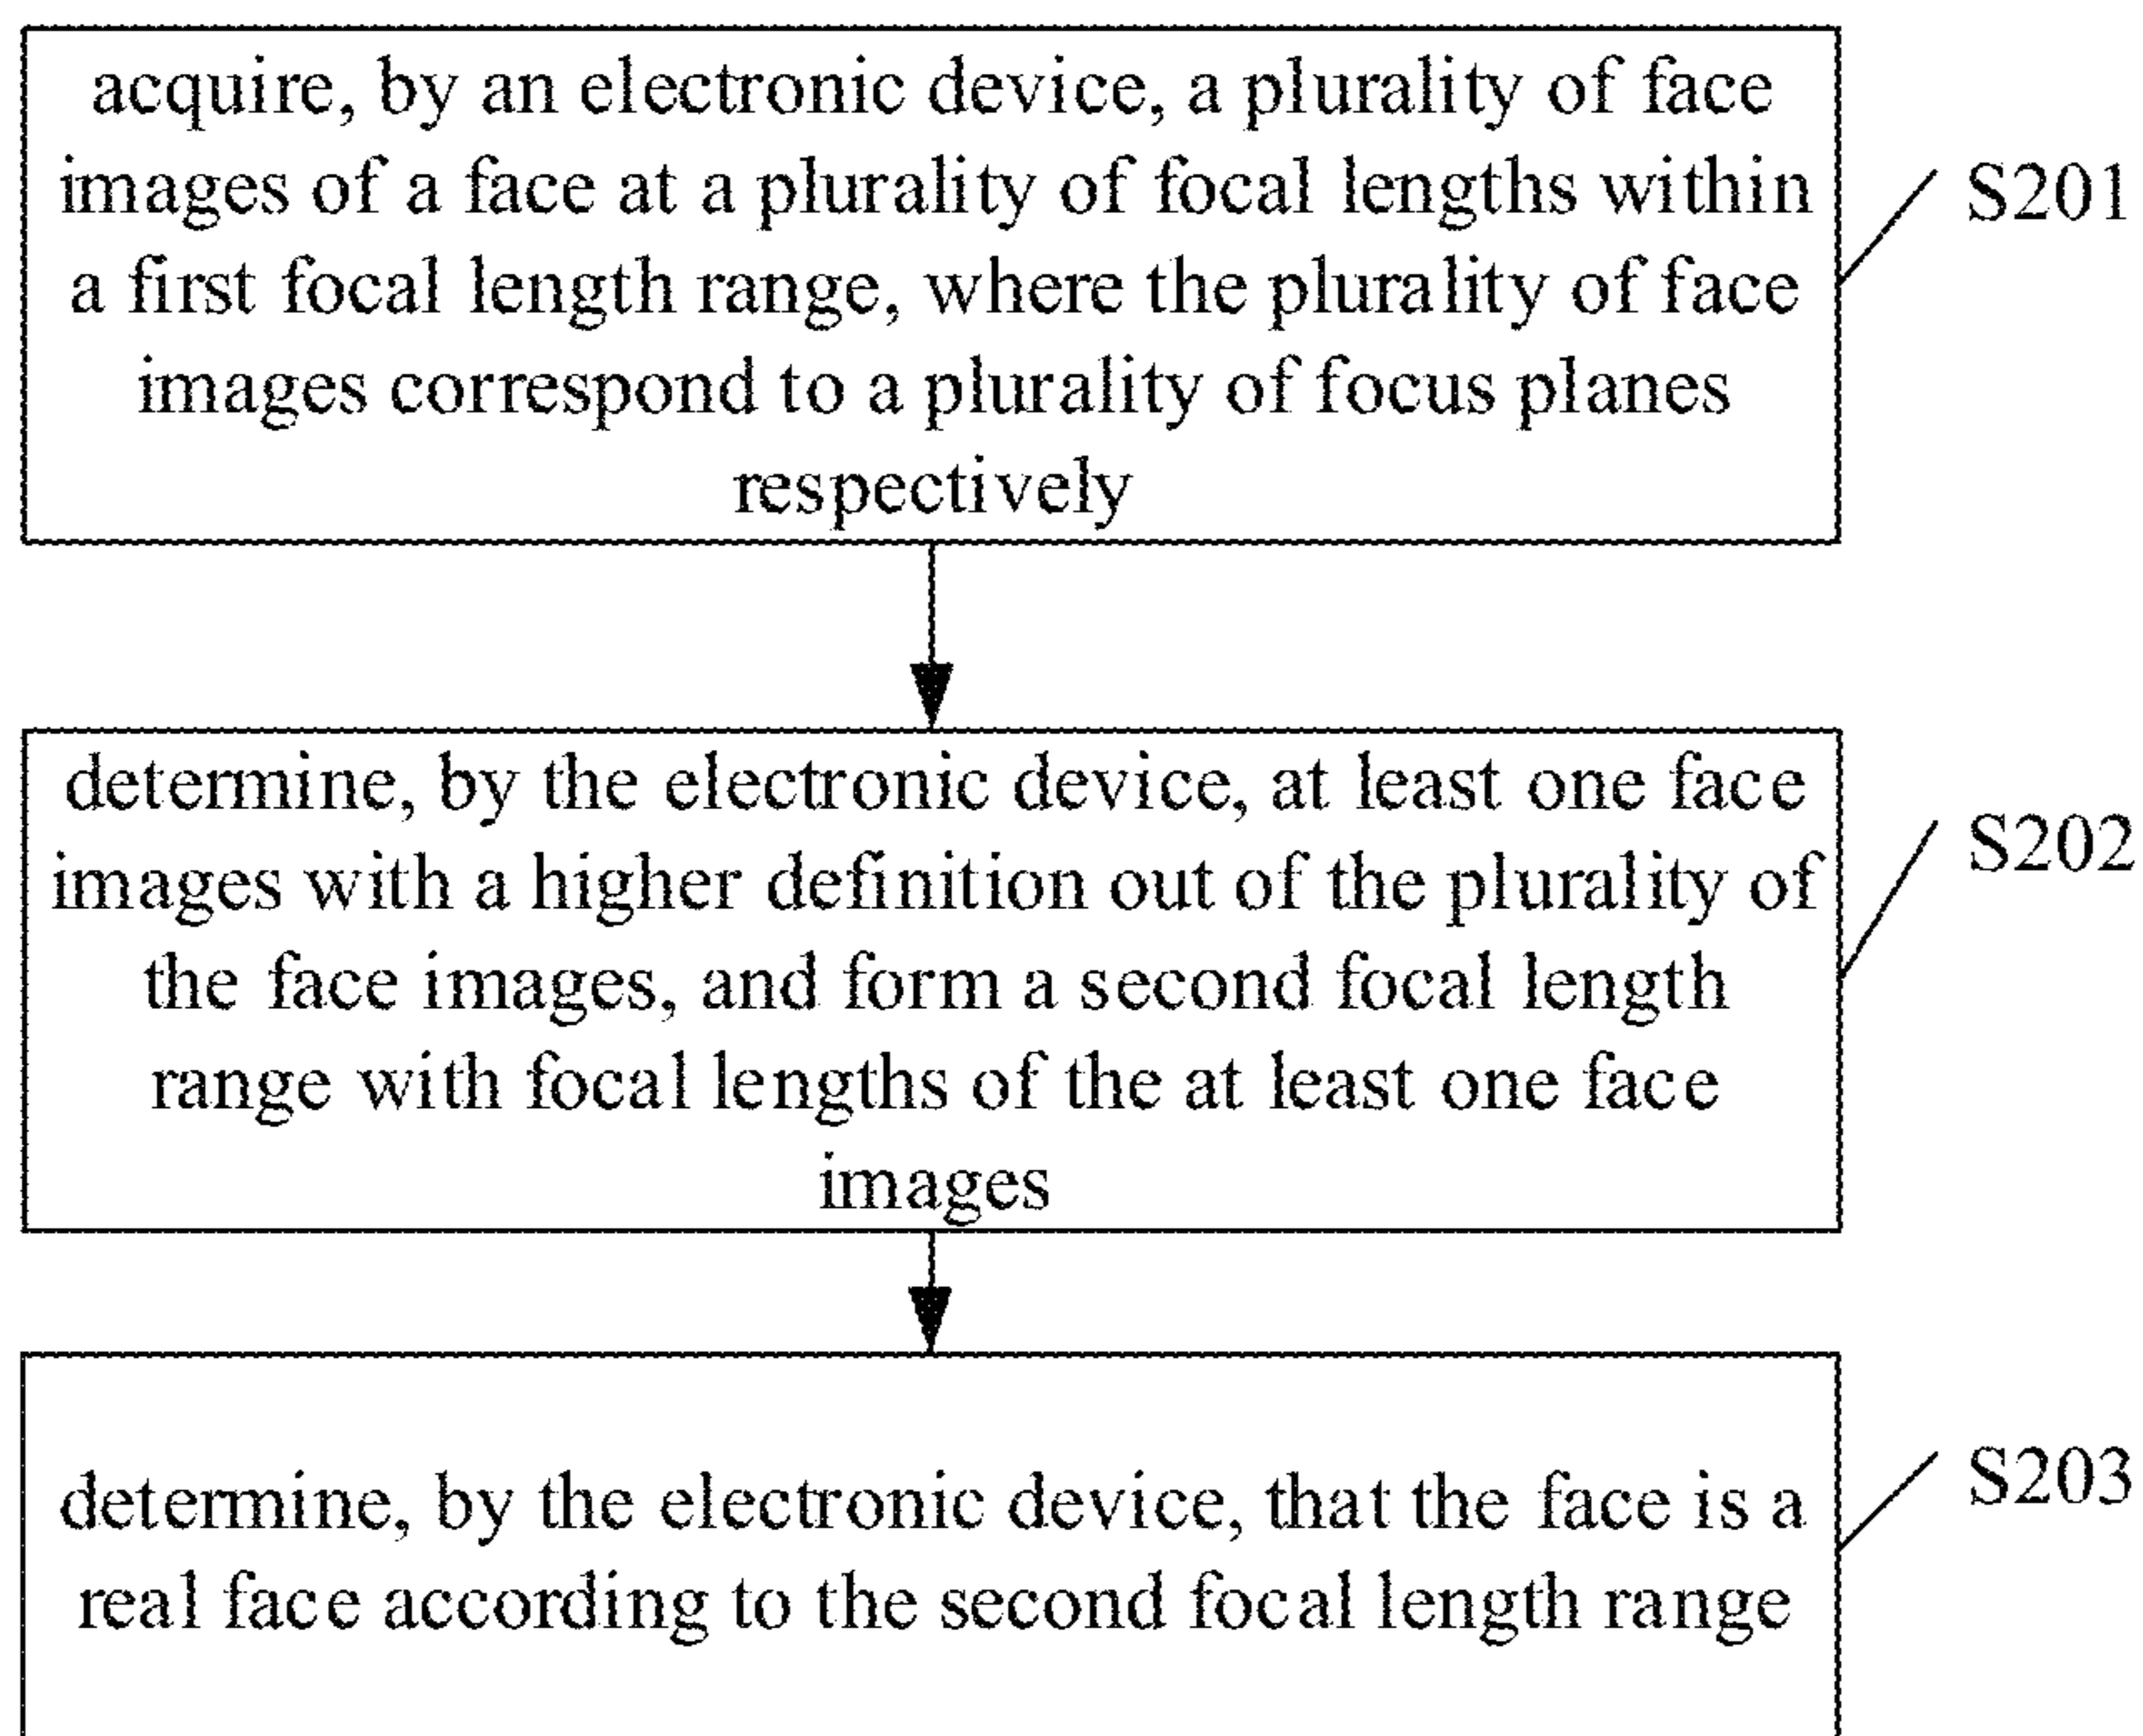 acquire, by an electronic device, a plurality of face
images of a face at a plurality of focal lengths within
a first focal length range, where the plurality of face
images correspond to a plurality of focus planes
respectively
S201
determine, by the electronic device, at least one face
images with a higher definition out of the plurality of
the face images, and form a second focal length
range with focal lengths of the at least one face
images
S202
determine, by the electronic device, that the face is a
real face according to the second focal length range
S203